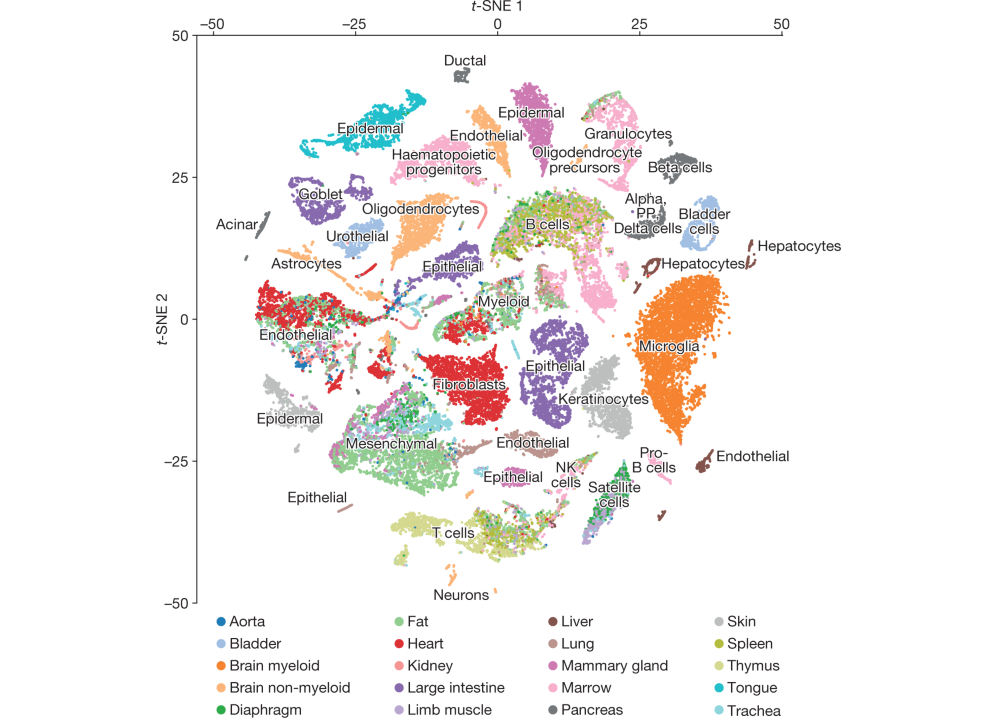 t-SNE 1
−50 −25 0 25 50
50
Ductal
Epidermal
Epidermal
Endothelial
Granulocytes
Haematopoietic
progenitors
Oligodendrocyte
precursors
Beta cells
25
Goblet
Alpha,
PP,
Delta cells
Oligodendrocytes
Bladder
cells
Acinar
B cells
Urothelial
Hepatocytes
Astrocytes
Epithelial
Hepatocytes
t-SNE 2
Myeloid
0
Endothelial
Microglia
Epithelial
Fibroblasts
Keratinocytes
Epidermal
Mesenchymal
Endothelial
−25
Pro-
B cells
Endothelial
NK
cells
Epithelial
Satellite
cells
Epithelial
T cells
Neurons
−50
Aorta Fat Liver Skin
Bladder Heart Lung Spleen
Brain myeloid Kidney Mammary gland Thymus
Brain non-myeloid Large intestine Marrow Tongue
Diaphragm Limb muscle Pancreas Trachea